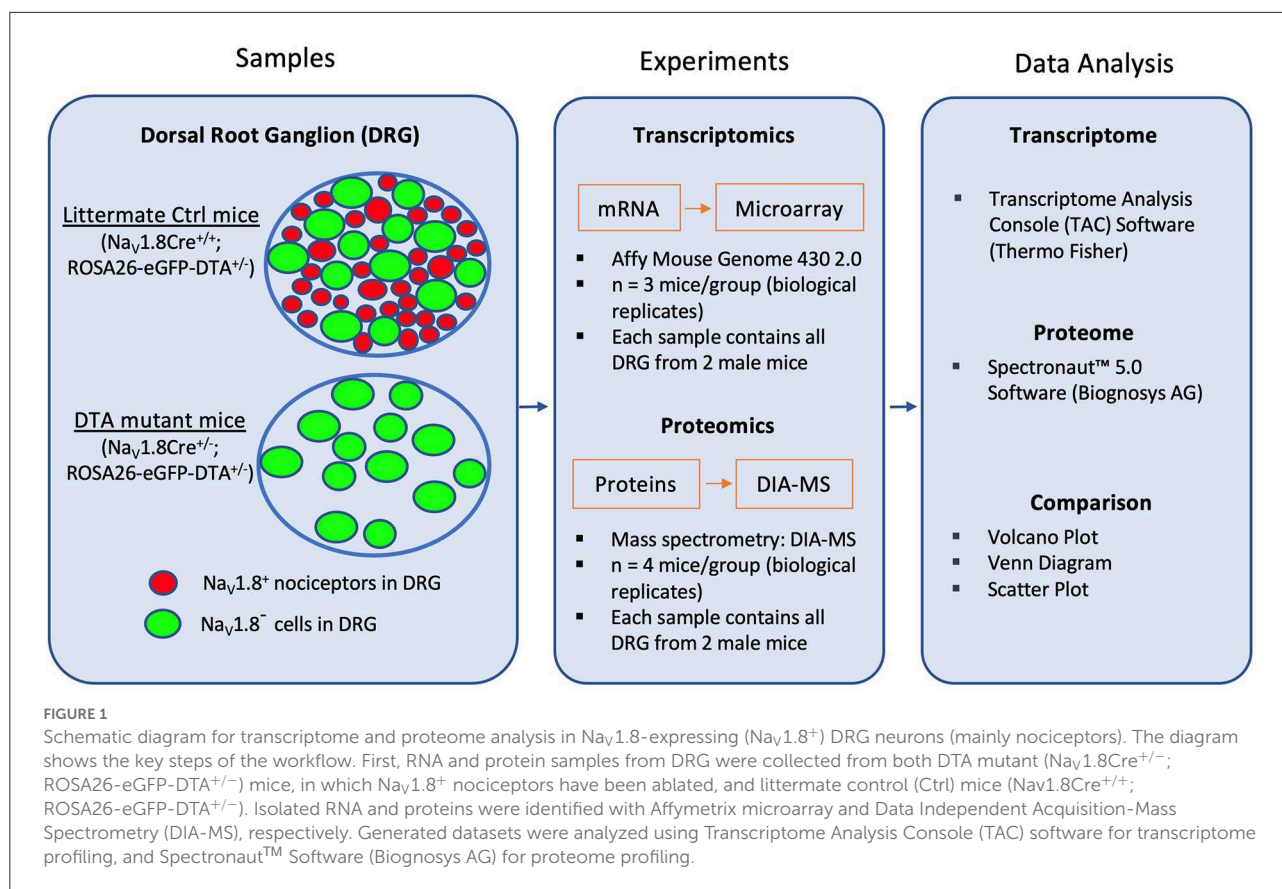 Samples
Experiments
Data Analysis
Dorsal Root Ganglion (DRG)
Littermate Ctrl mice
(NaV1.8Cre+/+;
ROSA26-eGFP-DTA+/-)
DTA mutant mice
(NaV1.8Cre+/-;
ROSA26-eGFP-DTA+/-)
NaV1.8+ nociceptors in DRG
NaV1.8- cells in DRG
Transcriptomics
mRNA
Microarray
▪ Affy Mouse Genome 430 2.0
▪ n = 3 mice/group (biological
replicates)
▪ Each sample contains all
DRG from 2 male mice
Proteomics
Proteins
DIA-MS
▪ Mass spectrometry: DIA-MS
▪ n = 4 mice/group (biological
replicates)
▪ Each sample contains all
DRG from 2 male mice
Transcriptome
▪ Transcriptome Analysis
Console (TAC) Software
(Thermo Fisher)
Proteome
▪ Spectronaut™ 5.0
Software (Biognosys AG)
Comparison
▪ Volcano Plot
▪ Venn Diagram
▪ Scatter Plot
FIGURE 1
Schematic diagram for transcriptome and proteome analysis in NaV1.8-expressing (NaV1.8+) DRG neurons (mainly nociceptors). The diagram
shows the key steps of the workflow. First, RNA and protein samples from DRG were collected from both DTA mutant (NaV1.8Cre+/−;
ROSA26-eGFP-DTA+/−) mice, in which NaV1.8+ nociceptors have been ablated, and littermate control (Ctrl) mice (Nav1.8Cre+/+;
ROSA26-eGFP-DTA+/−). Isolated RNA and proteins were identified with Affymetrix microarray and Data Independent Acquisition-Mass
Spectrometry (DIA-MS), respectively. Generated datasets were analyzed using Transcriptome Analysis Console (TAC) software for transcriptome
profiling, and Spectronaut™ Software (Biognosys AG) for proteome profiling.